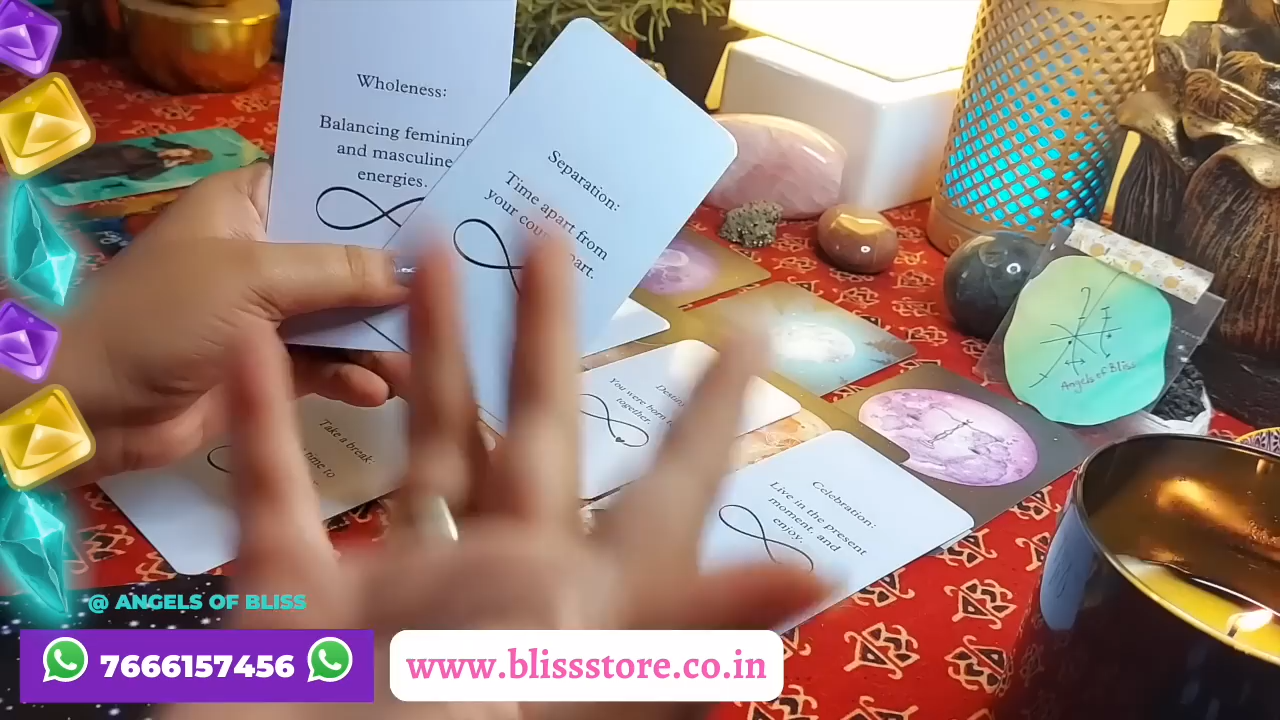 Wholeness:
Balancing feminine
and masculine
energies.
Separation:
Time apart from
your
Take a break:
time to
you were born
together.
Celebration:
Live in the present
moment, and
enjoy.
Angels of Bliss
@ ANGELS OF BLISS
7666157456
www.blissstore.co.in